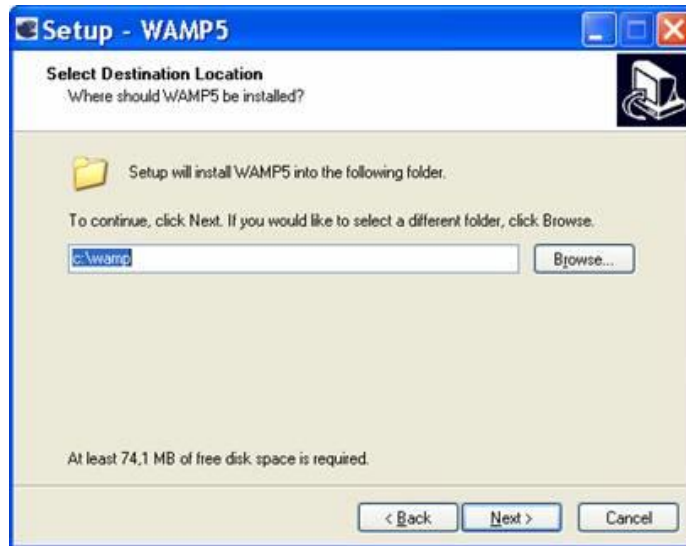 Setup - WAMP5
Select Destination Location
Where should WAMP5 be installed?
Setup will install WAMP5 into the following folder.
To continue, click Next. If you would like to select a different folder, click Browse.
c:\wamp
Browse...
At least 74,1 MB of free disk space is required.
< Back
Next >
Cancel